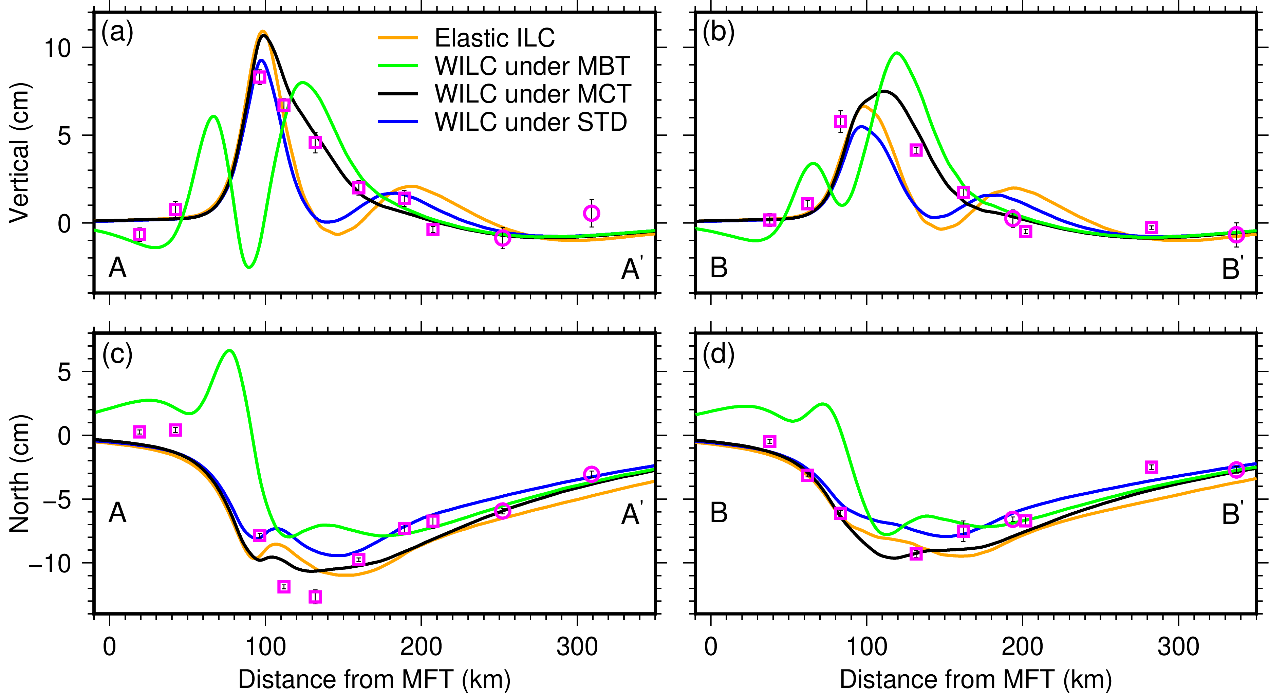 (a)
Elastic ILC
WILC under MBT
WILC under MCT
WILC under STD
10
5
0
Vertical (cm)
A
A'
(b)
B
B'
(c)
5
0
−5
−10
North (cm)
A
A'
0
100
200
300
Distance from MFT (km)
(d)
B
B'
0
100
200
300
Distance from MFT (km)